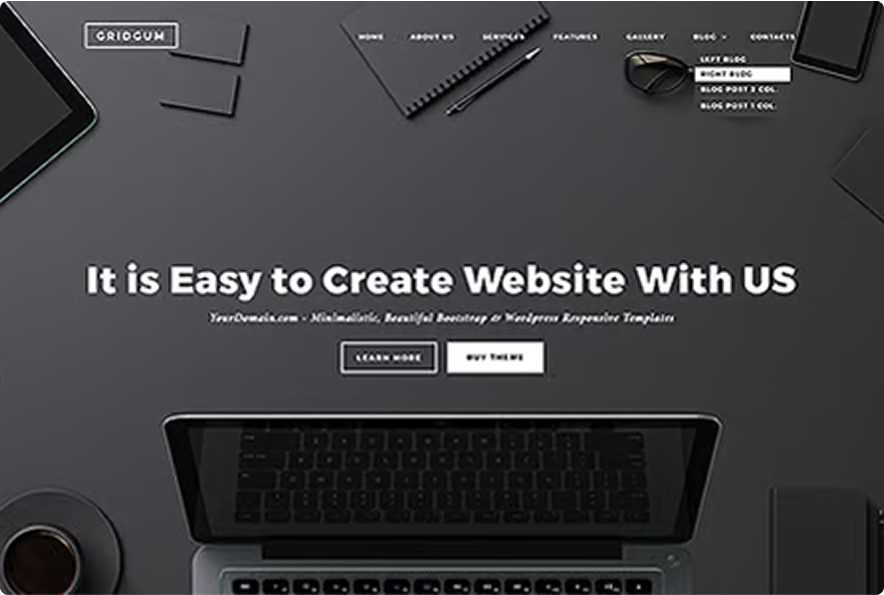 GRIDGUM
HOME ABOUT US SERVICES FEATURES GALLERY BLOG CONTACTS
LEFT BLOG
RIGHT BLOG
BLOG POST 2 COL.
BLOG POST 1 COL.
It is Easy to Create Website With US
YourDomain.com - Minimalistic, Beautiful Bootstrap & Wordpress Responsive Templates
LEARN MORE BUY THEME